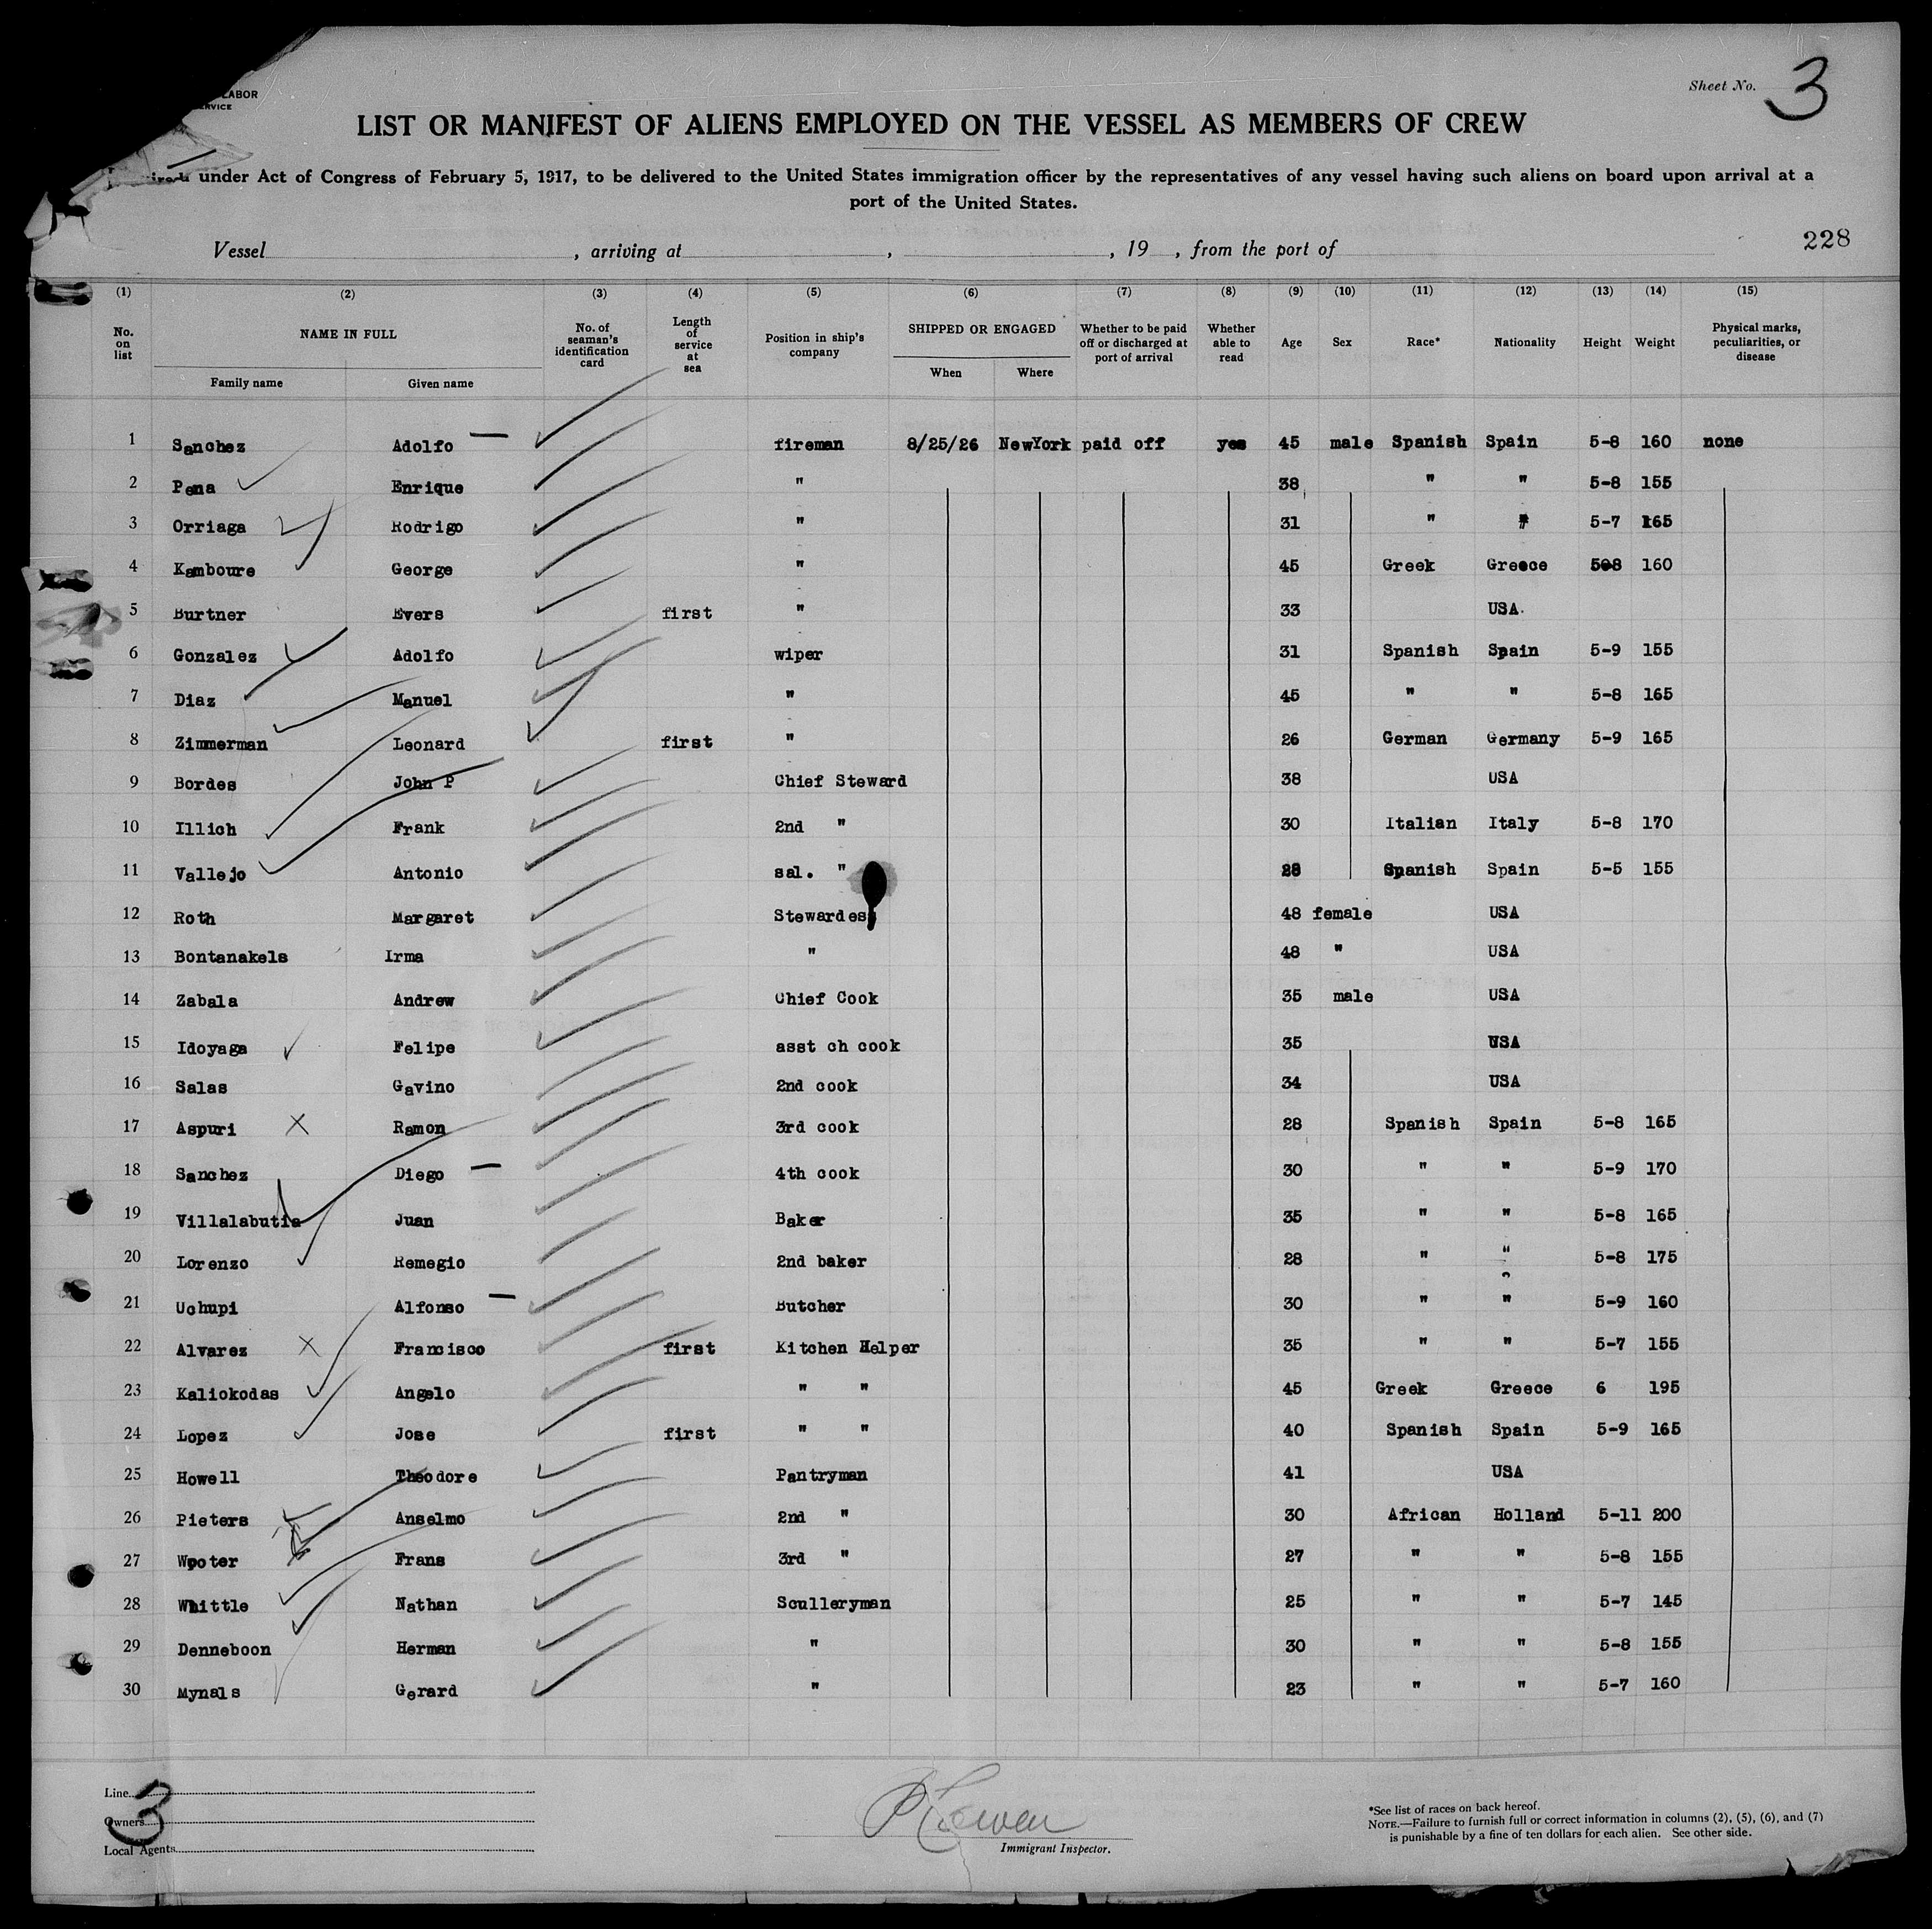 LABOR
SERVICE
Sheet No. 3
LIST OR MANIFEST OF ALIENS EMPLOYED ON THE VESSEL AS MEMBERS OF CREW
under Act of Congress of February 5, 1917, to be delivered to the United States immigration officer by the representatives of any vessel having such aliens on board upon arrival at a
port of the United States.
Vessel , arriving at , , 19 , from the port of
228
(1) (2) (3) (4) (5) (6) (7) (8) (9) (10) (11) (12) (13) (14) (15)
No. on list NAME IN FULL Family name Given name No. of seaman's identification card Length of service at sea Position in ship's company SHIPPED OR ENGAGED When Where Whether to be paid off or discharged at port of arrival Whether able to read Age Sex Race* Nationality Height Weight Physical marks, peculiarities, or disease
1 Sanchez Adolfo — fireman 8/25/26 NewYork paid off yes 45 male Spanish Spain 5-8 160 none
2 Pena Enrique " 38 " " 5-8 155
3 Orriaga Rodrigo " 31 " " 5-7 165
4 Kamboure George " 45 Greek Greece 508 160
5 Burtner Evers first " 33 USA.
6 Gonzalez Adolfo wiper 31 Spanish Spain 5-9 155
7 Diaz Manuel " 45 " " 5-8 165
8 Zimmerman Leonard first " 26 German Germany 5-9 165
9 Bordes John P Chief Steward 38 USA
10 Illich Frank 2nd " 30 Italian Italy 5-8 170
11 Vallejo Antonio sal. " 28 Spanish Spain 5-5 155
12 Roth Margaret Stewardess 48 female USA
13 Bontanakels Irma " 48 " USA
14 Zabala Andrew Chief Cook 35 male USA
15 Idoyaga Felipe asst ch cook 35 USA
16 Salas Gavino 2nd cook 34 USA
17 Aspuri X Ramon 3rd cook 28 Spanish Spain 5-8 165
18 Sanchez Diego — 4th cook 30 " " 5-9 170
19 Villalabutia Juan Baker 35 " " 5-8 165
20 Lorenzo Remegio 2nd baker 28 " " 5-8 175
21 Uchupi Alfonso — Butcher 30 " " 5-9 160
22 Alvarez X Francisco first Kitchen Helper 35 " " 5-7 155
23 Kaliokodas Angelo " " 45 Greek Greece 6 195
24 Lopez Jose first " " 40 Spanish Spain 5-9 165
25 Howell Theodore Pantryman 41 USA
26 Pieters Anselmo 2nd " 30 African Holland 5-11 200
27 Wooter Frans 3rd " 27 " " 5-8 155
28 Whittle Nathan Sculleryman 25 " " 5-7 145
29 Denneboon Herman " 30 " " 5-8 155
30 Mynals Gerard " 23 " " 5-7 160
Line
Owners
Local Agents
3
Immigrant Inspector.
*See list of races on back hereof.
NOTE.—Failure to furnish full or correct information in columns (2), (5), (6), and (7)
is punishable by a fine of ten dollars for each alien. See other side.